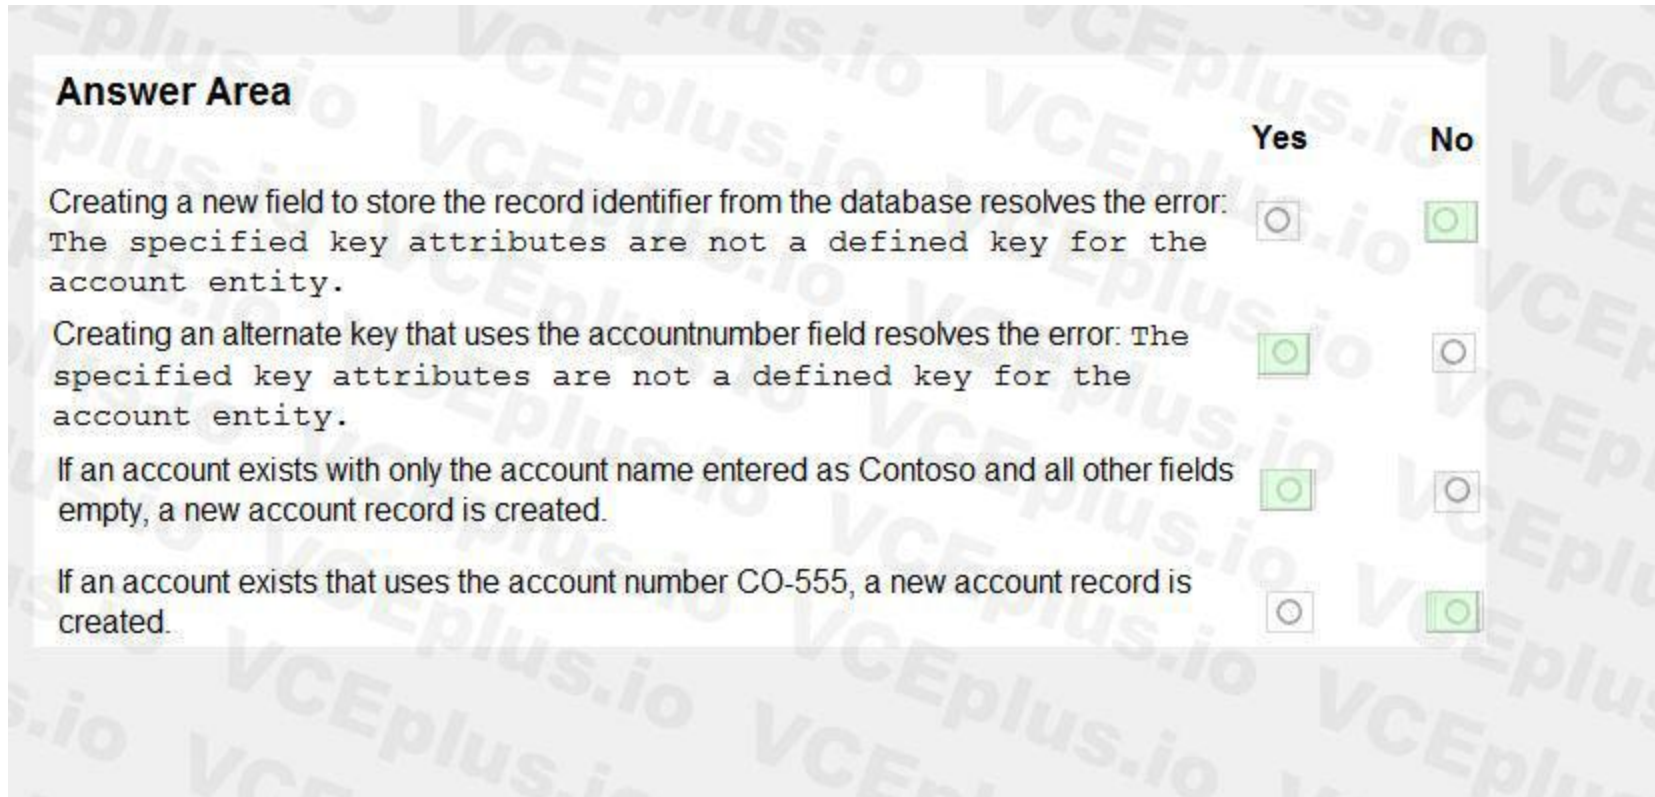 Answer Area
Yes No
Creating a new field to store the record identifier from the database resolves the error:
The specified key attributes are not a defined key for the
account entity.
Creating an alternate key that uses the accountnumber field resolves the error: The
specified key attributes are not a defined key for the
account entity.
If an account exists with only the account name entered as Contoso and all other fields
empty, a new account record is created.
If an account exists that uses the account number CO-555, a new account record is
created.
VCEplus.io